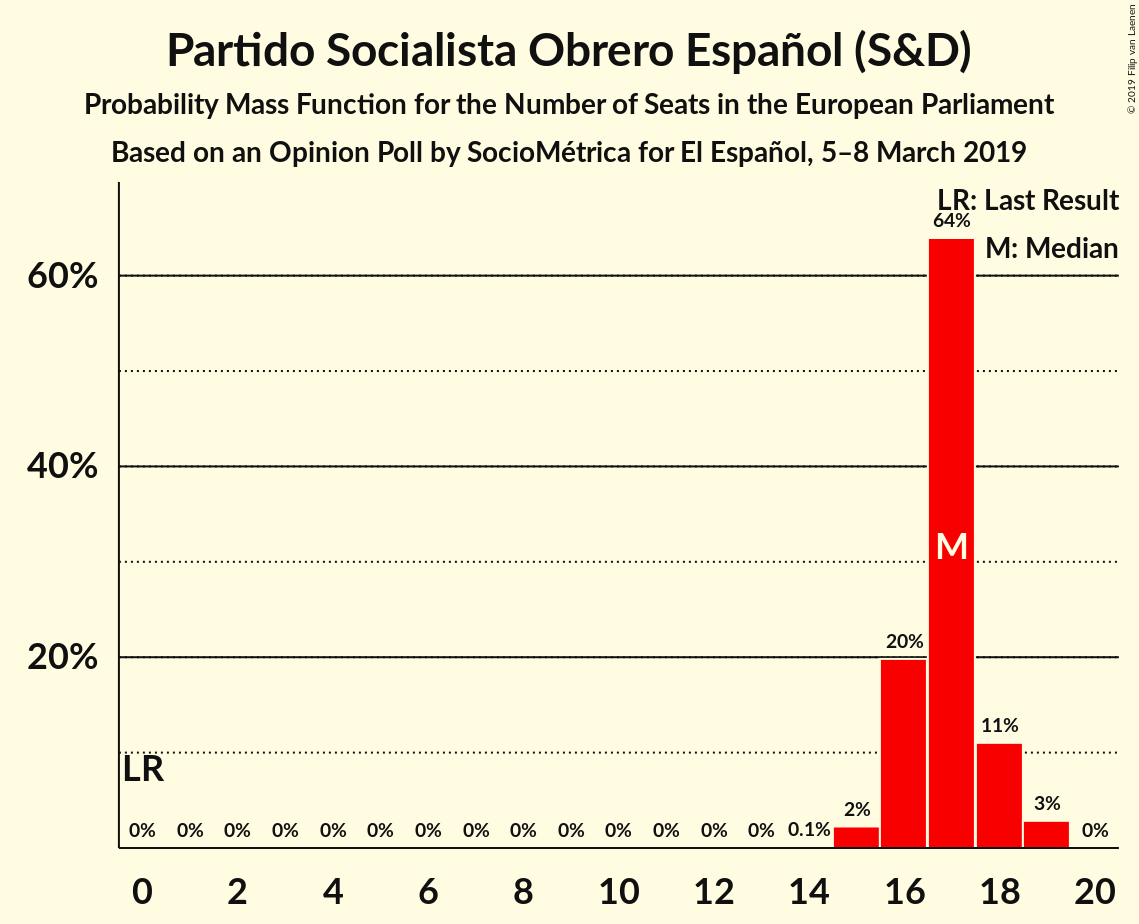 Partido Socialista Obrero Español (S&D)
Probability Mass Function for the Number of Seats in the European Parliament
Based on an Opinion Poll by SocioMétrica for El Español, 5–8 March 2019
© 2019 Filip van Laenen
LR: Last Result
M: Median
60%
40%
20%
64%
M
20%
11%
LR
0% 0% 0% 0% 0% 0% 0% 0% 0% 0% 0% 0% 0% 0% 0.1% 2% 3% 0%
0 2 4 6 8 10 12 14 16 18 20